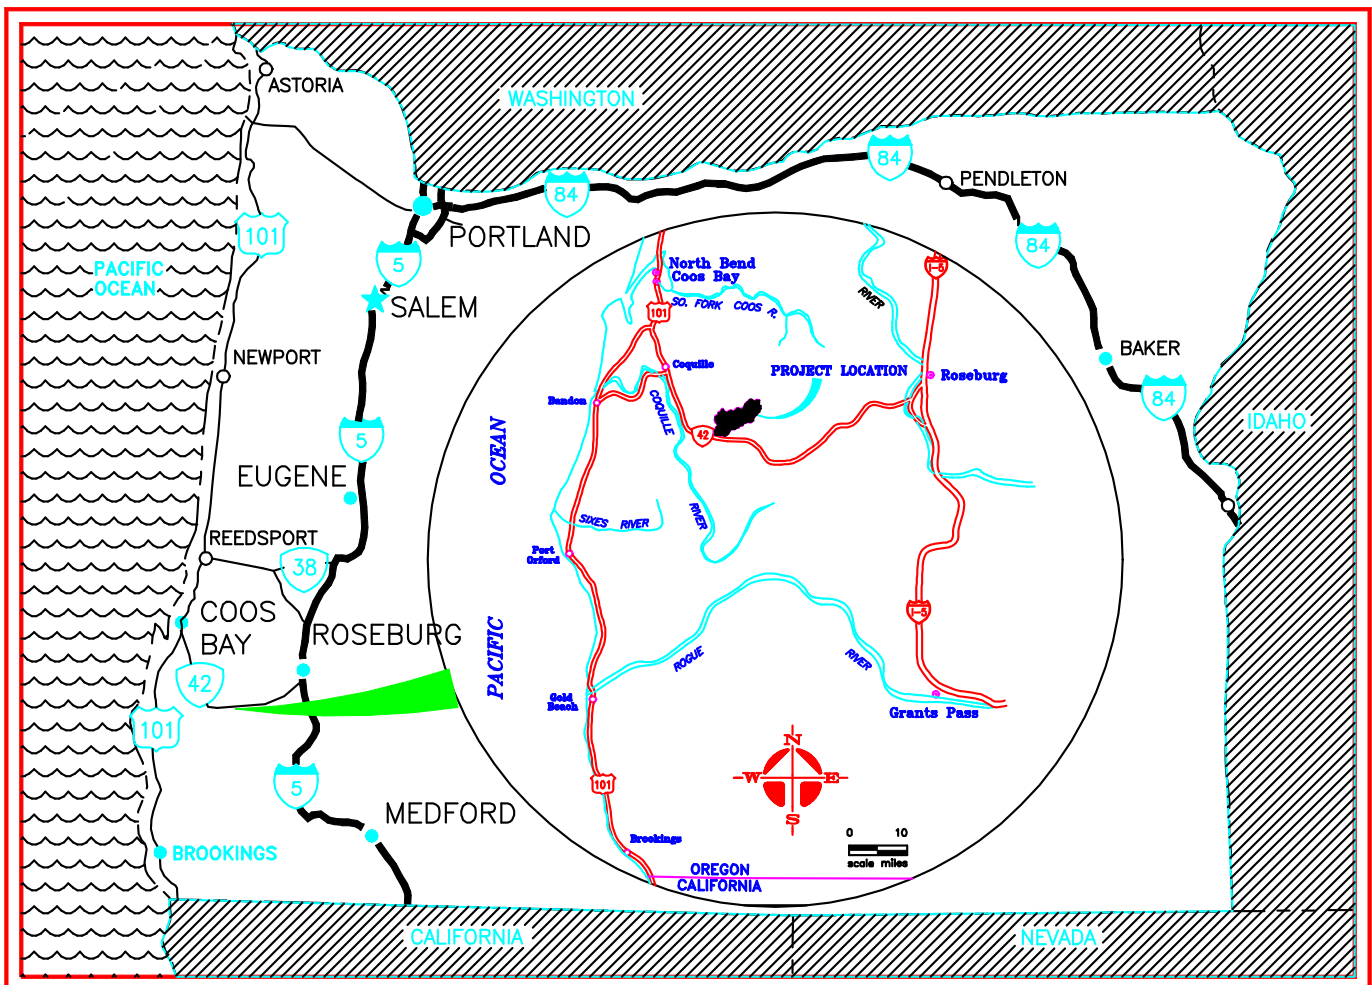 ASTORIA
WASHINGTON
84
PENDLETON
84
101
PORTLAND
84
5
PACIFIC
OCEAN
SALEM
NEWPORT
BAKER
84
IDAHO
5
EUGENE
REEDSPORT
38
COOS
BAY
ROSEBURG
42
101
5
MEDFORD
BROOKINGS
CALIFORNIA
NEVADA
North Bend
Coos Bay
I-5
SO. FORK COOS R.
RIVER
101
Coquille
PROJECT LOCATION
Roseburg
Bandon
COQUILLE
42
OCEAN
SIXES RIVER
RIVER
Port
Orford
I-5
PACIFIC
ROGUE
RIVER
Gold
Beach
Grants Pass
N
W
E
S
101
0 10
scale miles
Brookings
OREGON
CALIFORNIA